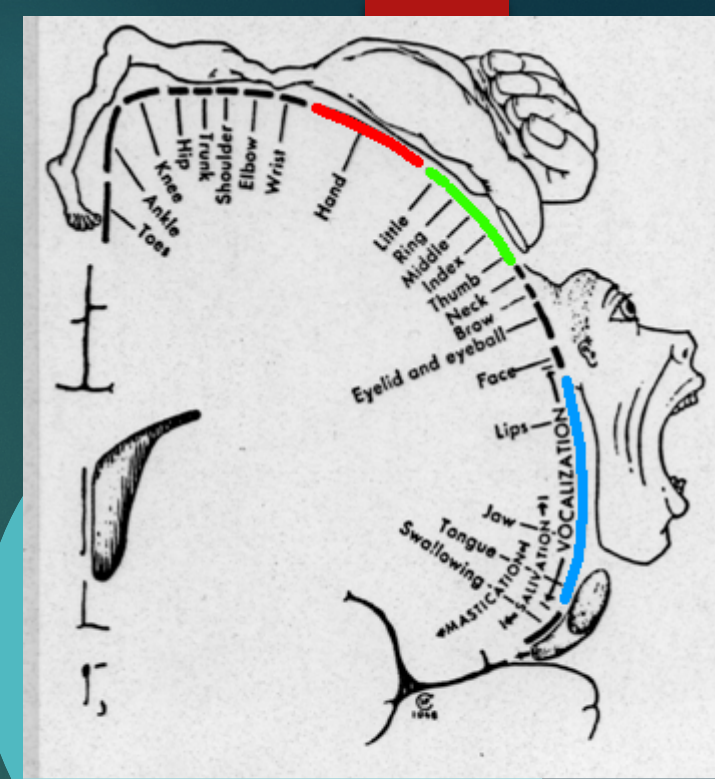 Toes
Ankle
Knee
Hip
Trunk
Shoulder
Elbow
Wrist
Hand
Little
Ring
Middle
Index
Thumb
Neck
Brow
Eyelid and eyeball
Face
Lips
VOCALIZATION
Jaw
Tongue
Swallowing
SALIVATION
MASTICATION